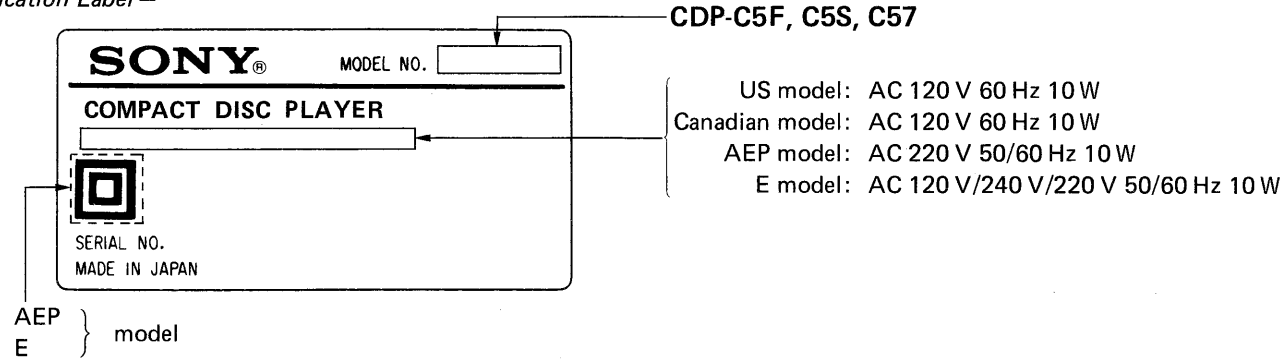 ication Label—
CDP-C5F, C5S, C57
SONY® MODEL NO.
COMPACT DISC PLAYER
US model: AC 120 V 60 Hz 10 W
Canadian model: AC 120 V 60 Hz 10 W
AEP model: AC 220 V 50/60 Hz 10 W
E model: AC 120 V/240 V/220 V 50/60 Hz 10 W
SERIAL NO.
MADE IN JAPAN
AEP
E
model